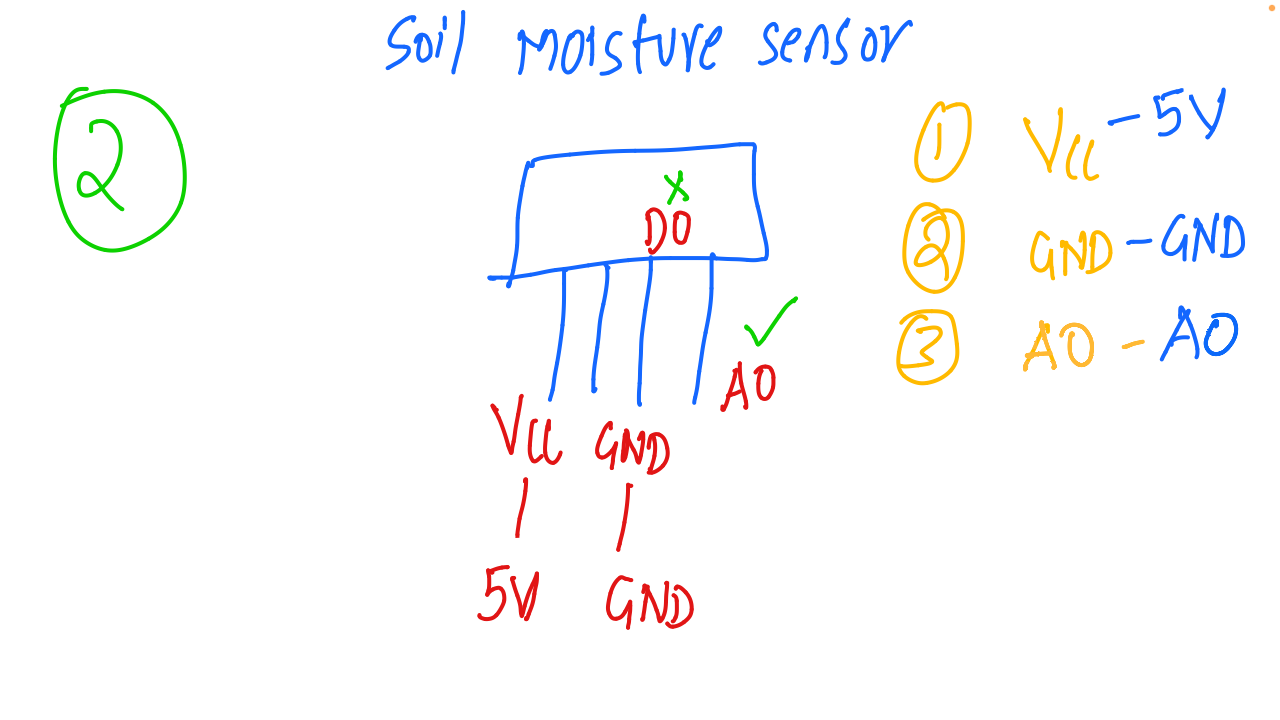 Soil Moisture sensor
2
1 VCC - 5V
X
DO
2 GND - GND
3 AO - AO
✓
AO
VCC GND
5V GND